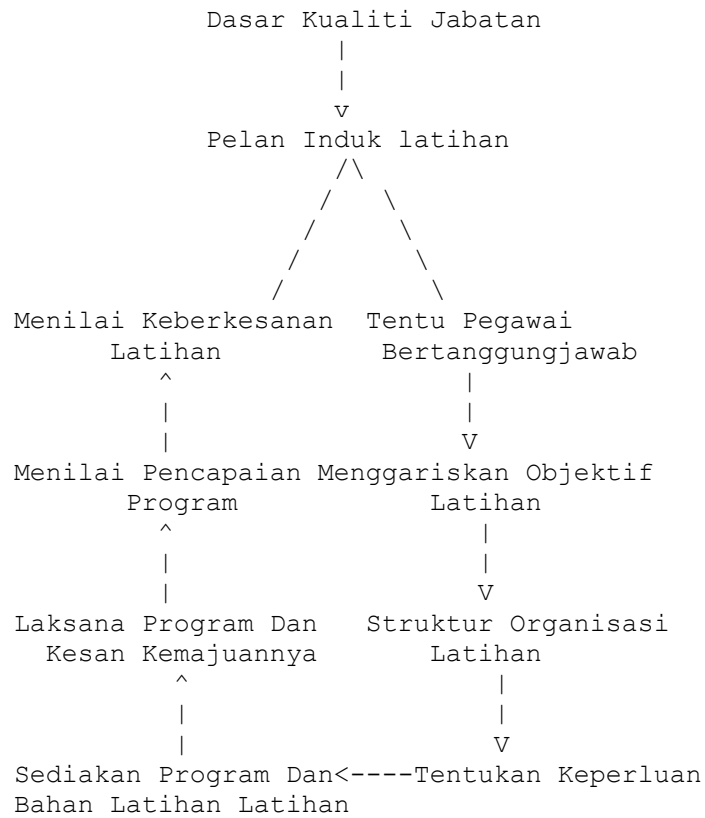 Dasar Kualiti Jabatan
|
|
v
Pelan Induk latihan
/\
/ \
/ \
/ \
/ \
Menilai Keberkesanan Tentu Pegawai
Latihan Bertanggungjawab
^ |
| |
| V
Menilai Pencapaian Menggariskan Objektif
Program Latihan
^ |
| |
| V
Laksana Program Dan Struktur Organisasi
Kesan Kemajuannya Latihan
^ |
| |
| V
Sediakan Program Dan<----Tentukan Keperluan
Bahan Latihan Latihan